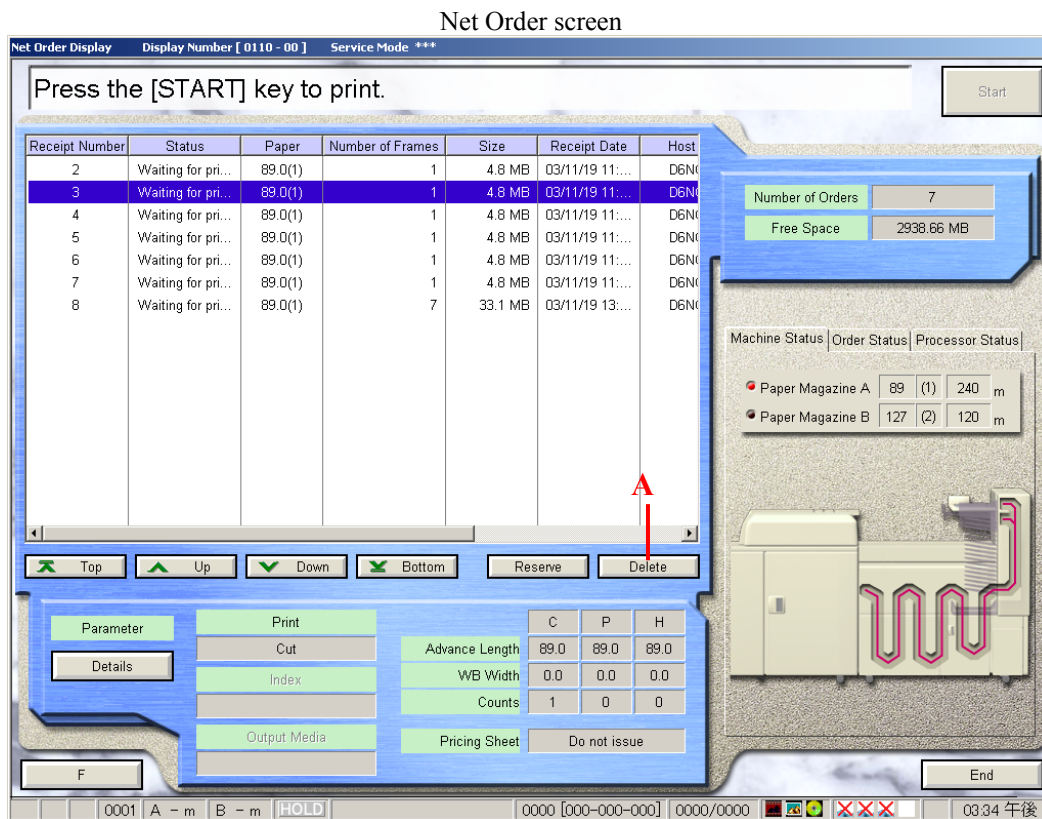 Net Order screen
Net Order Display Display Number [ 0110 - 00 ] Service Mode ***
Press the [START] key to print.
Start
Receipt Number Status Paper Number of Frames Size Receipt Date Host
2 Waiting for pri... 89.0(1) 1 4.8 MB 03/11/19 11:... D6N
3 Waiting for pri... 89.0(1) 1 4.8 MB 03/11/19 11:... D6N
4 Waiting for pri... 89.0(1) 1 4.8 MB 03/11/19 11:... D6N
5 Waiting for pri... 89.0(1) 1 4.8 MB 03/11/19 11:... D6N
6 Waiting for pri... 89.0(1) 1 4.8 MB 03/11/19 11:... D6N
7 Waiting for pri... 89.0(1) 1 4.8 MB 03/11/19 11:... D6N
8 Waiting for pri... 89.0(1) 7 33.1 MB 03/11/19 13:... D6N
Number of Orders 7
Free Space 2938.66 MB
Machine Status Order Status Processor Status
Paper Magazine A 89 (1) 240 m
Paper Magazine B 127 (2) 120 m
A
Top Up Down Bottom Reserve Delete
Parameter
Details
Print
Cut
Index
Output Media
C P H
Advance Length 89.0 89.0 89.0
WB Width 0.0 0.0 0.0
Counts 1 0 0
Pricing Sheet Do not issue
F
End
0001 A - m B - m HOLD 0000 [000-000-000] 0000/0000 03:34 午後